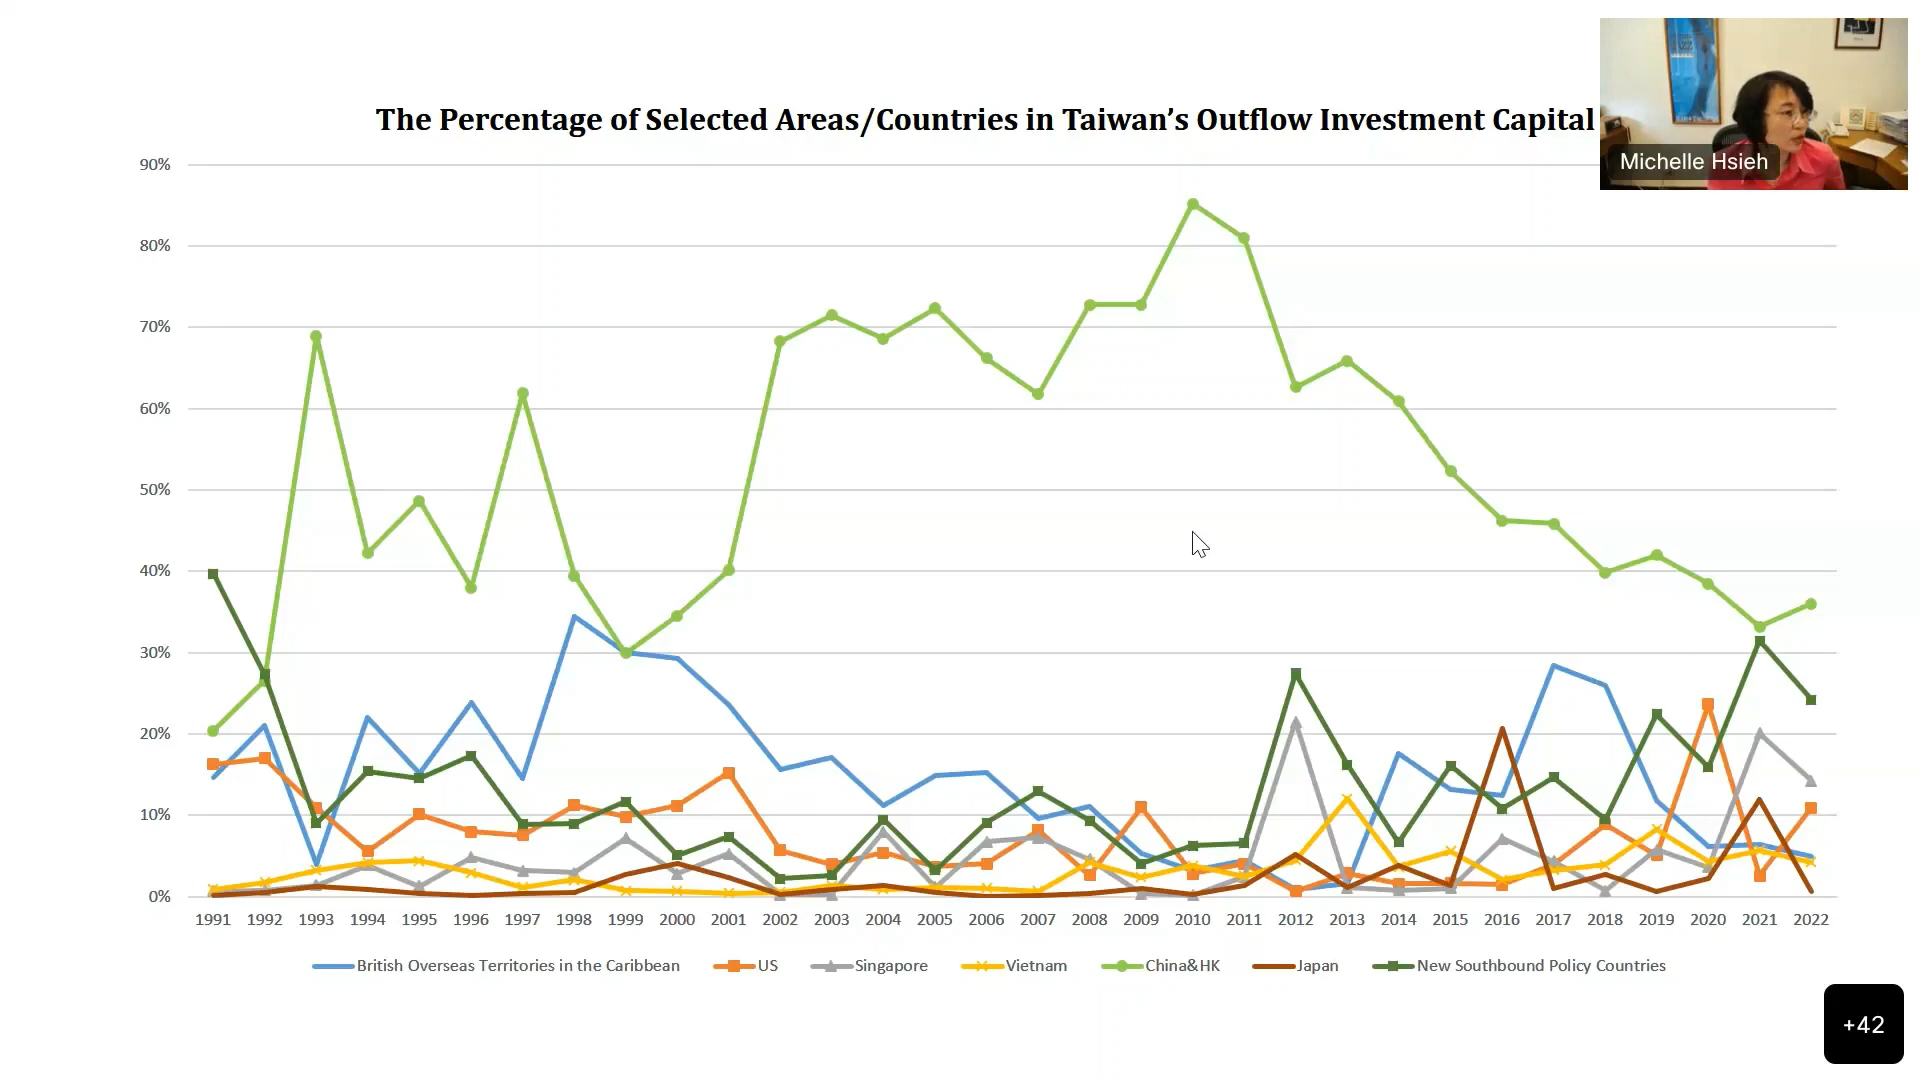 The Percentage of Selected Areas/Countries in Taiwan's Outflow Investment Capital
Michelle Hsieh
90%
80%
70%
60%
50%
40%
30%
20%
10%
0%
1991 1992 1993 1994 1995 1996 1997 1998 1999 2000 2001 2002 2003 2004 2005 2006 2007 2008 2009 2010 2011 2012 2013 2014 2015 2016 2017 2018 2019 2020 2021 2022
British Overseas Territories in the Caribbean US Singapore Vietnam China&HK Japan New Southbound Policy Countries
+42